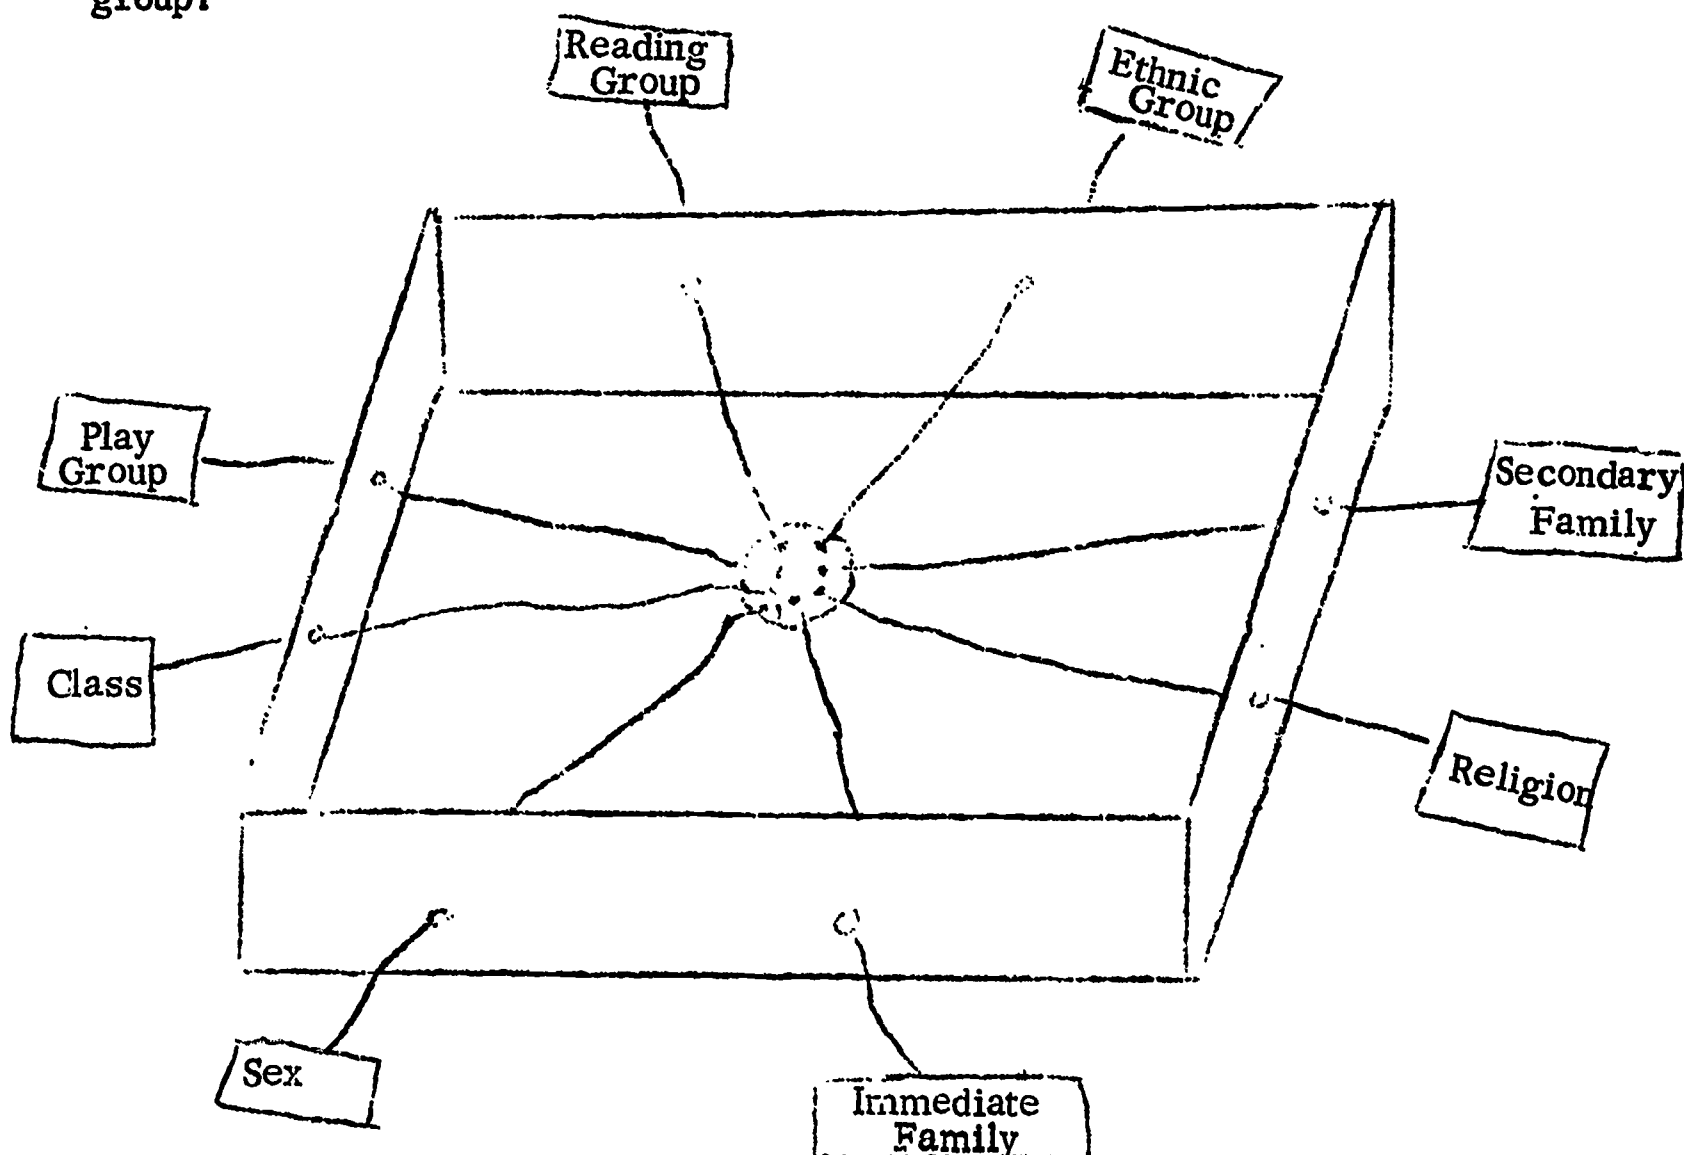 group.
Reading
Group
Ethnic
Group
Play
Group
Secondary
Family
Class
Religion
Sex
Immediate
Family